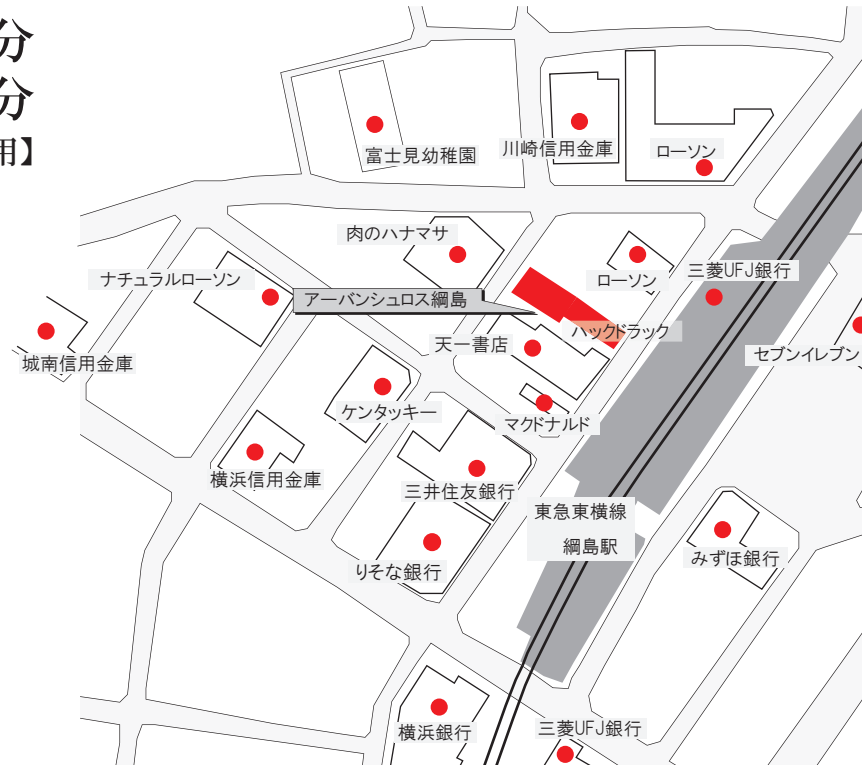 分
分
用】
富士見幼稚園
川崎信用金庫
ローソン
肉のハナマサ
ナチュラルローソン
ローソン
三菱UFJ銀行
アーバンシュロス綱島
ハックドラック
城南信用金庫
天一書店
セブンイレブン
ケンタッキー
マクドナルド
横浜信用金庫
三井住友銀行
東急東横線
綱島駅
りそな銀行
みずほ銀行
横浜銀行
三菱UFJ銀行